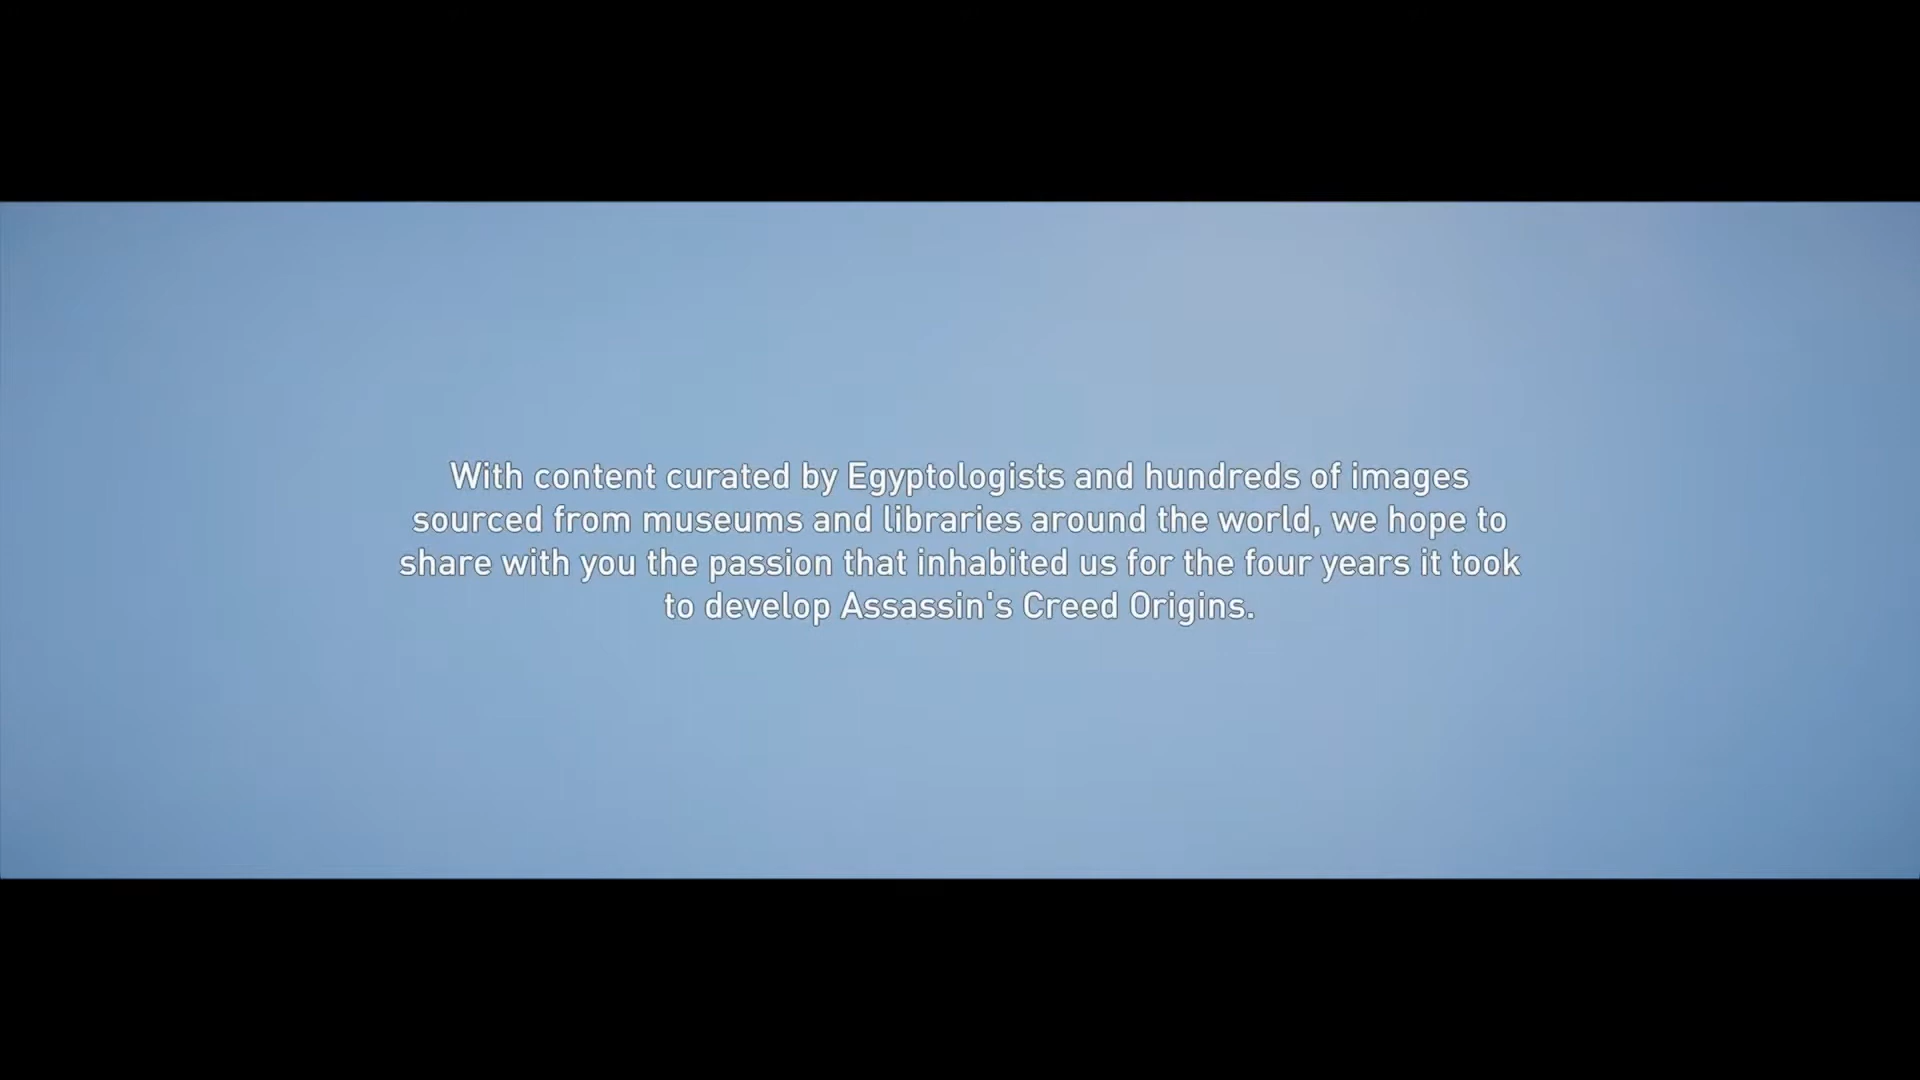 With content curated by Egyptologists and hundreds of images
sourced from museums and libraries around the world, we hope to
share with you the passion that inhabited us for the four years it took
to develop Assassin's Creed Origins.